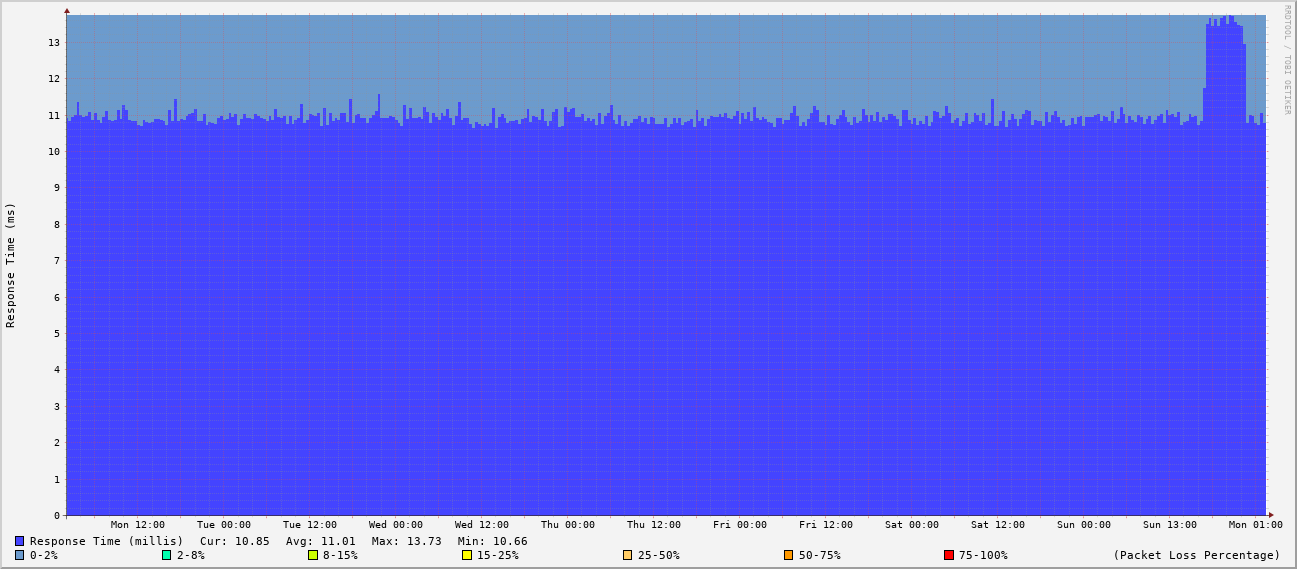 RRDTOOL / TOBI OETIKER
Response Time (ms)
13
12
11
10
9
8
7
6
5
4
3
2
1
0
Mon 12:00 Tue 00:00 Tue 12:00 Wed 00:00 Wed 12:00 Thu 00:00 Thu 12:00 Fri 00:00 Fri 12:00 Sat 00:00 Sat 12:00 Sun 00:00 Sun 13:00 Mon 01:00
Response Time (millis) Cur: 10.85 Avg: 11.01 Max: 13.73 Min: 10.66
0-2% 2-8% 8-15% 15-25% 25-50% 50-75% 75-100% (Packet Loss Percentage)